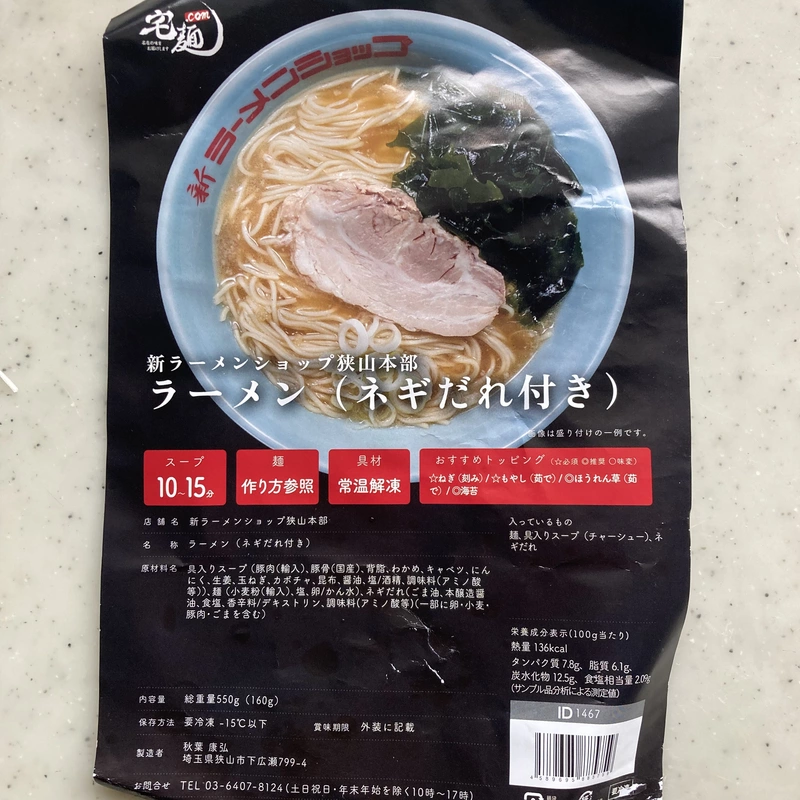 宅麺
.com
新ラーメンショップ
新ラーメンショップ狭山本部
ラーメン（ネギだれ付き）
画像は盛り付けの一例です。
スープ
10~15分
麺
作り方参照
具材
常温解凍
おすすめトッピング（☆必須 ◎推奨 ○味変）
☆ねぎ（刻み）/☆もやし（茹で）/◎ほうれん草（茹
で）/◎海苔
店舗名 新ラーメンショップ狭山本部
名称 ラーメン（ネギだれ付き）
原材料名 具入りスープ（豚肉（輸入）、豚骨（国産）、背脂、わかめ、キャベツ、にん
にく、生姜、玉ねぎ、カボチャ、昆布、醤油、塩/酒精、調味料（アミノ酸
等））、麺（小麦粉（輸入）、塩、卵/かん水）、ネギだれ（ごま油、本醸造醤
油、食塩、香辛料/デキストリン、調味料（アミノ酸等）（一部に卵・小麦・
豚肉・ごまを含む）
入っているもの
麺、具入りスープ（チャーシュー）、ネ
ギだれ
栄養成分表示（100g当たり）
熱量 136kcal
タンパク質 7.8g、脂質 6.1g、
炭水化物 12.5g、食塩相当量 2.09g
（サンプル品分析による測定値）
内容量 総重量550g（160g）
保存方法 要冷凍 -15℃以下 賞味期限 外装に記載
製造者 秋葉 康弘
埼玉県狭山市下広瀬799-4
お問合せ TEL 03-6407-8124（土日祝日・年末年始を除く10時〜17時）
ID 1467